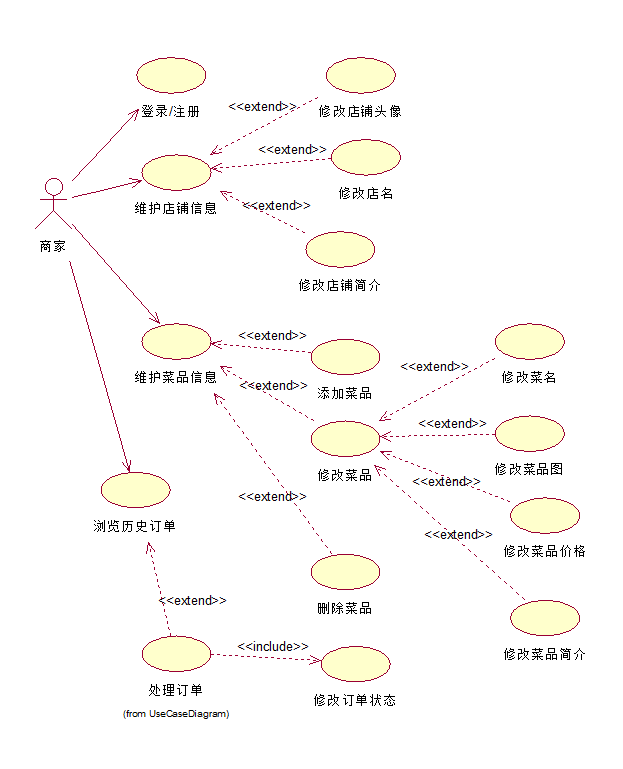 登录/注册
<<extend>>
修改店铺头像
<<extend>>
修改店名
维护店铺信息
<<extend>>
商家
修改店铺简介
<<extend>>
维护菜品信息
<<extend>>
添加菜品
<<extend>>
修改菜名
<<extend>>
修改菜品
修改菜品图
<<extend>>
<<extend>>
浏览历史订单
<<extend>>
修改菜品价格
<<extend>>
删除菜品
<<include>>
修改菜品简介
处理订单
修改订单状态
(from UseCaseDiagram)